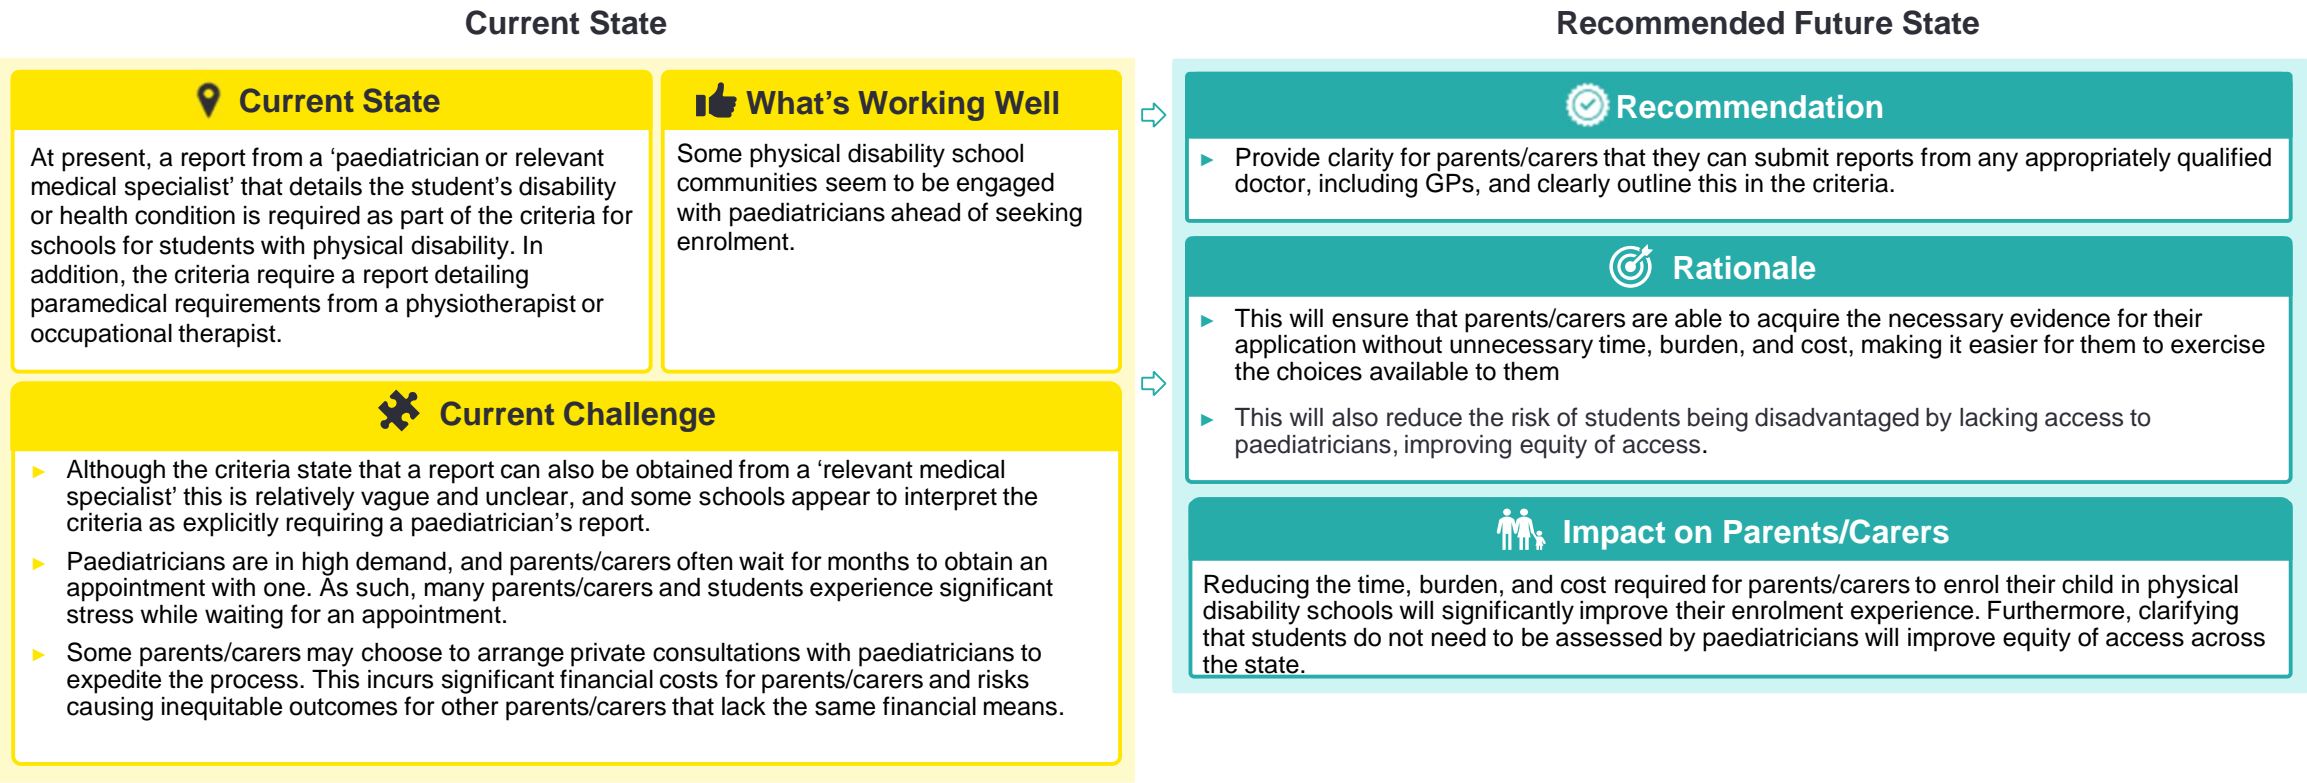 Current State
Recommended Future State
Current State
At present, a report from a ‘paediatrician or relevant
medical specialist’ that details the student’s disability
or health condition is required as part of the criteria for
schools for students with physical disability. In
addition, the criteria require a report detailing
paramedical requirements from a physiotherapist or
occupational therapist.
What’s Working Well
Some physical disability school
communities seem to be engaged
with paediatricians ahead of seeking
enrolment.
Current Challenge
► Although the criteria state that a report can also be obtained from a ‘relevant medical
specialist’ this is relatively vague and unclear, and some schools appear to interpret the
criteria as explicitly requiring a paediatrician’s report.
► Paediatricians are in high demand, and parents/carers often wait for months to obtain an
appointment with one. As such, many parents/carers and students experience significant
stress while waiting for an appointment.
► Some parents/carers may choose to arrange private consultations with paediatricians to
expedite the process. This incurs significant financial costs for parents/carers and risks
causing inequitable outcomes for other parents/carers that lack the same financial means.
Recommendation
► Provide clarity for parents/carers that they can submit reports from any appropriately qualified
doctor, including GPs, and clearly outline this in the criteria.
Rationale
► This will ensure that parents/carers are able to acquire the necessary evidence for their
application without unnecessary time, burden, and cost, making it easier for them to exercise
the choices available to them
► This will also reduce the risk of students being disadvantaged by lacking access to
paediatricians, improving equity of access.
Impact on Parents/Carers
Reducing the time, burden, and cost required for parents/carers to enrol their child in physical
disability schools will significantly improve their enrolment experience. Furthermore, clarifying
that students do not need to be assessed by paediatricians will improve equity of access across
the state.